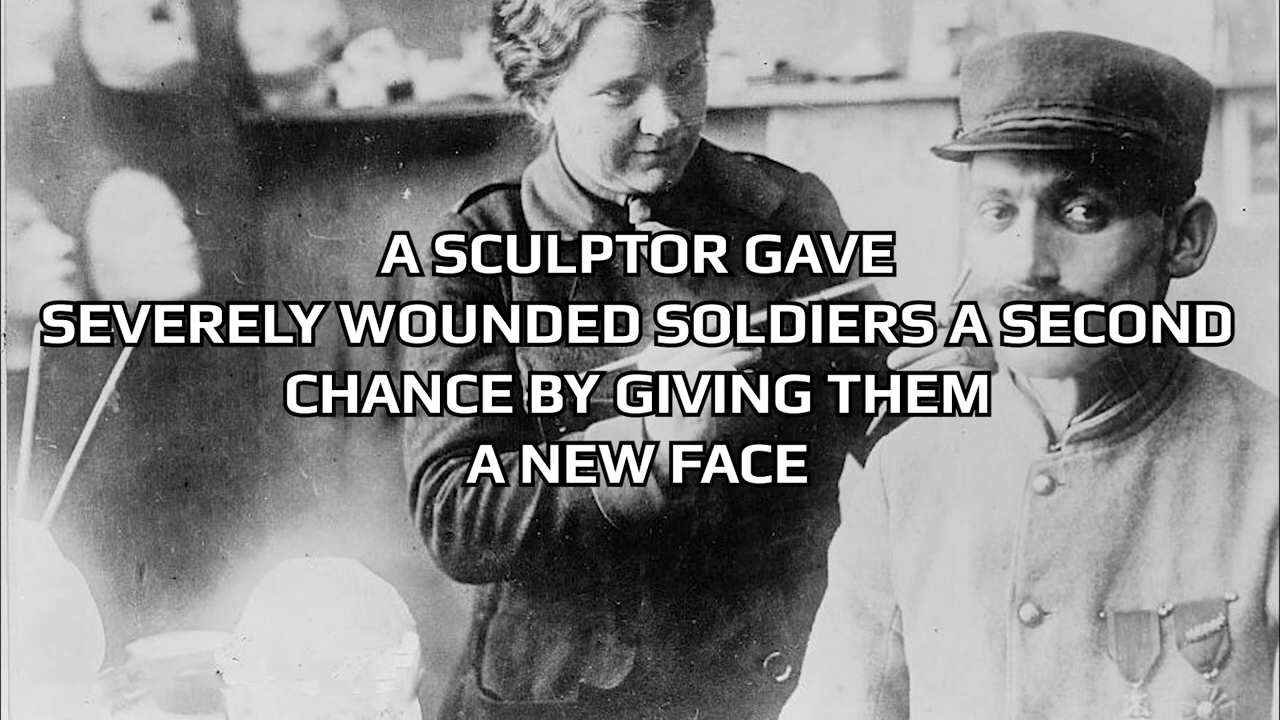 A SCULPTOR GAVE
SEVERELY WOUNDED SOLDIERS A SECOND
CHANCE BY GIVING THEM
A NEW FACE